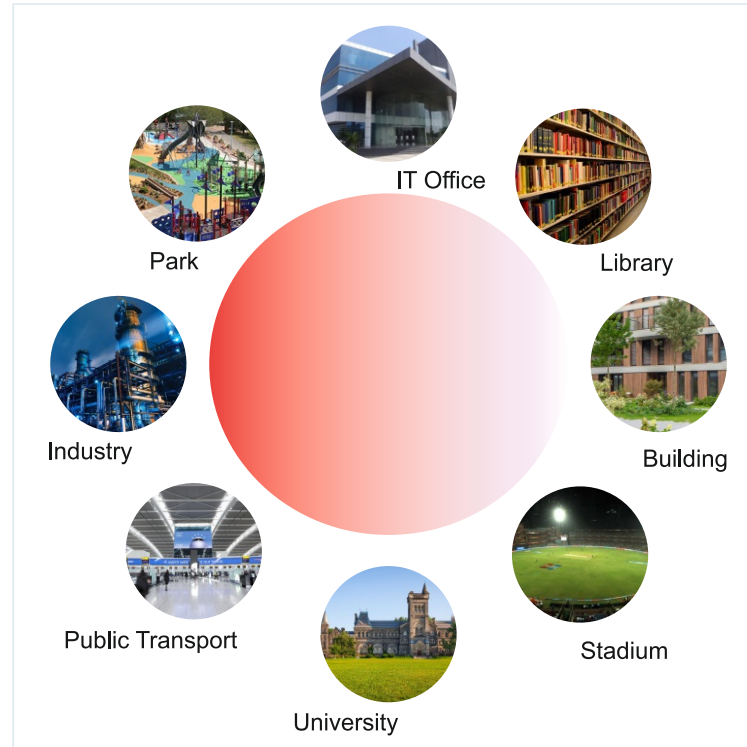 IT Office
Library
Park
Building
Industry
Stadium
Public Transport
University